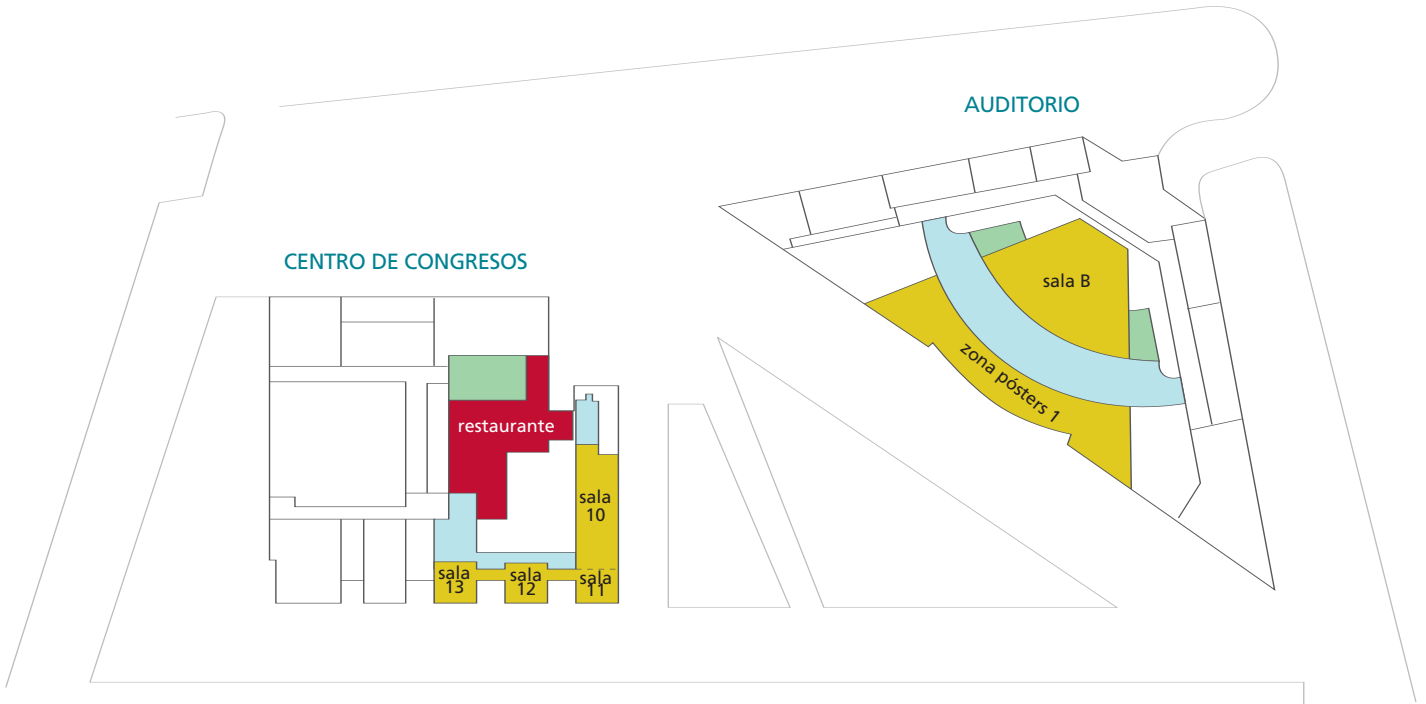 AUDITORIO
CENTRO DE CONGRESOS
sala B
zona pósters 1
restaurante
sala
10
sala
13
sala
12
sala
11